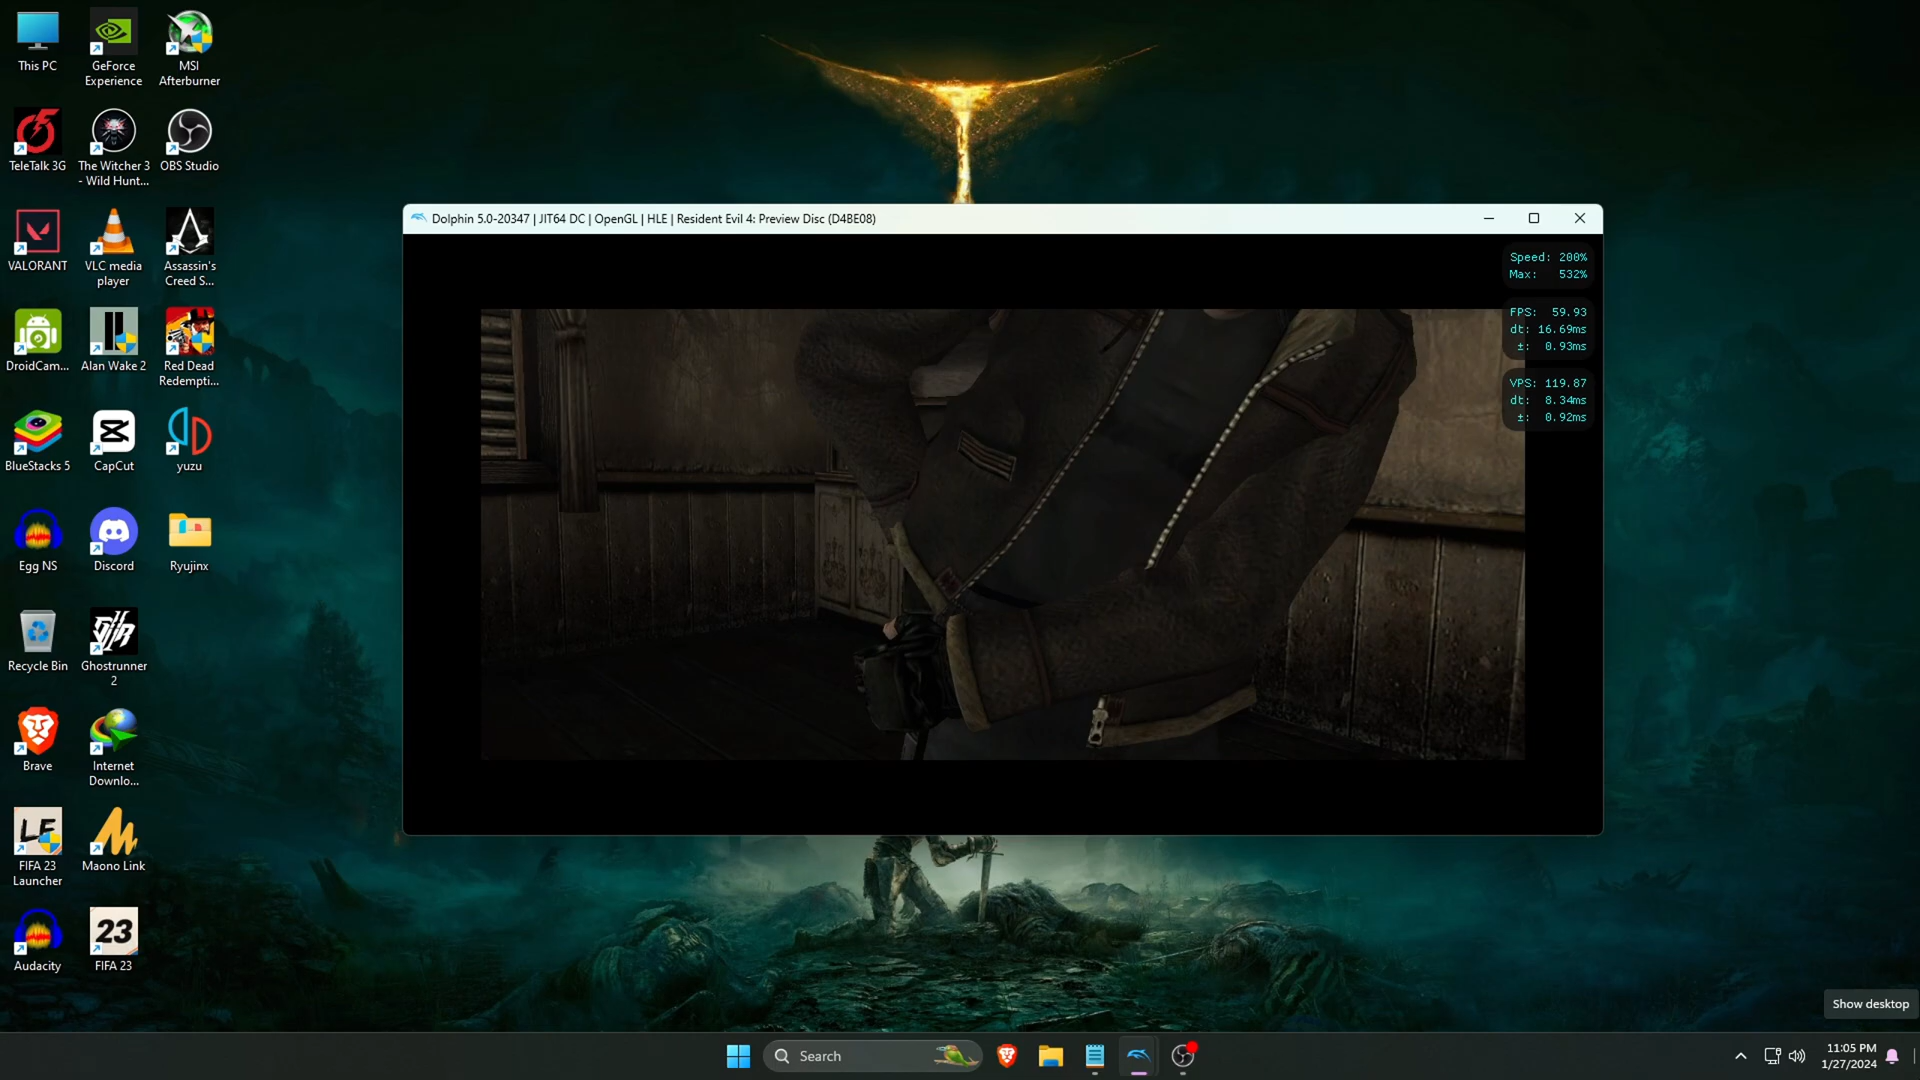 This PC
GeForce
Experience
MSI
Afterburner
TeleTalk 3G
The Witcher 3
- Wild Hunt...
OBS Studio
VALORANT
VLC media
player
Assassin's
Creed S...
DroidCam...
Alan Wake 2
Red Dead
Redempti...
BlueStacks 5
CapCut
yuzu
Egg NS
Discord
Ryujinx
Recycle Bin
Ghostrunner
2
Brave
Internet
Downlo...
LE
FIFA 23
Launcher
Maono Link
Audacity
23
FIFA 23
Dolphin 5.0-20347 | JIT64 DC | OpenGL | HLE | Resident Evil 4: Preview Disc (D4BE08)
Speed: 200%
Max: 532%
FPS: 59.93
dt: 16.69ms
±: 0.93ms
VPS: 119.87
dt: 8.34ms
±: 0.92ms
Show desktop
Search
11:05 PM
1/27/2024